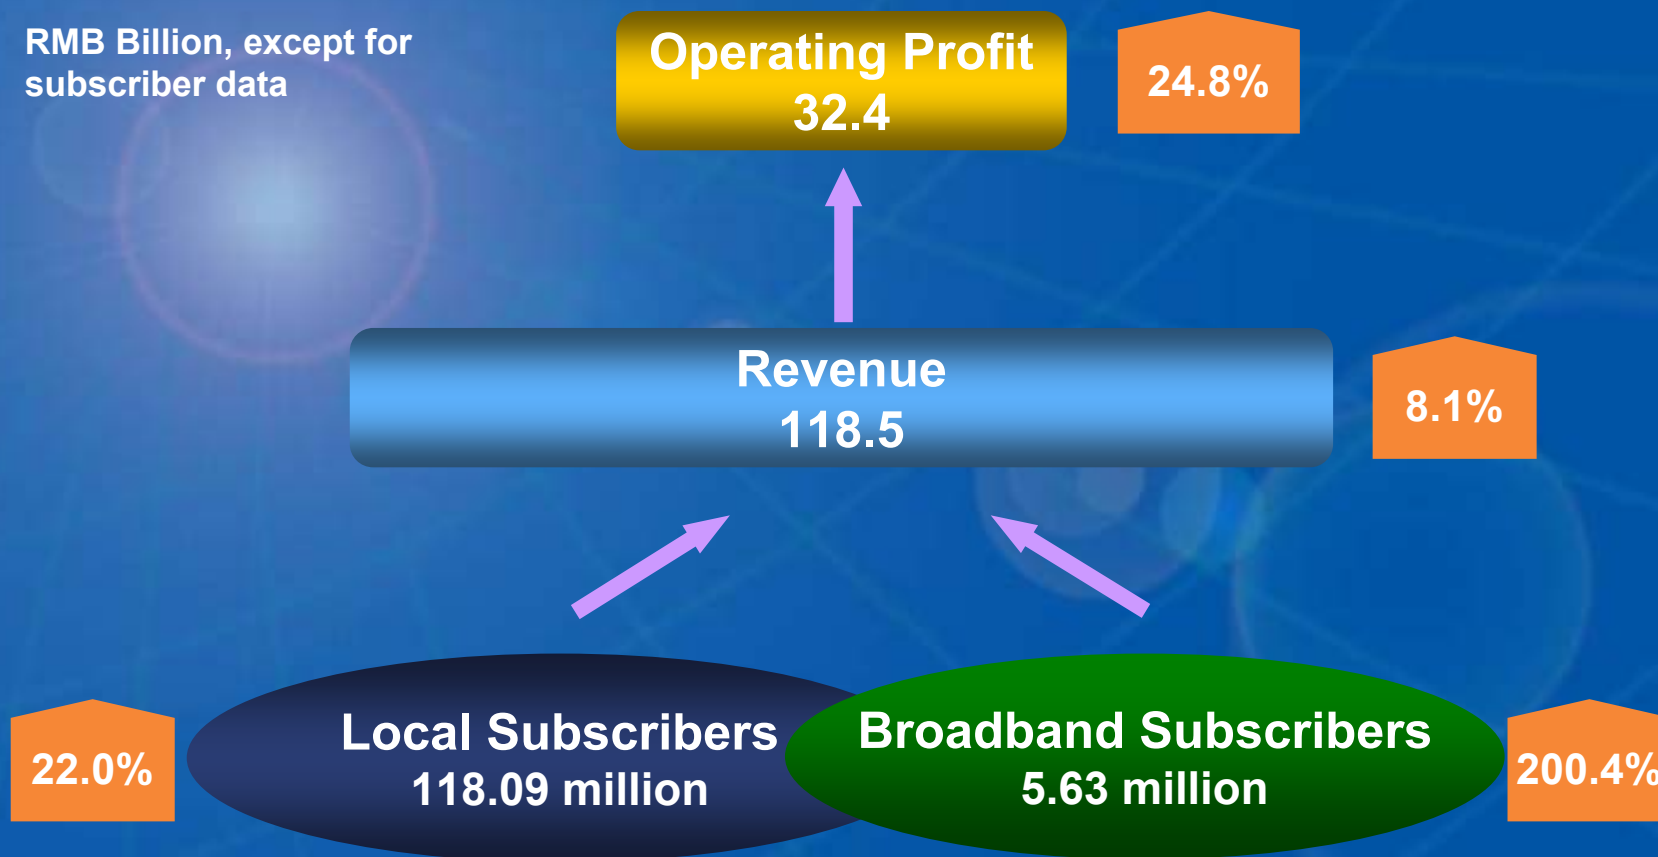 RMB Billion, except for
subscriber data
Operating Profit
32.4
24.8%
Revenue
118.5
8.1%
Local Subscribers
118.09 million
22.0%
Broadband Subscribers
5.63 million
200.4%